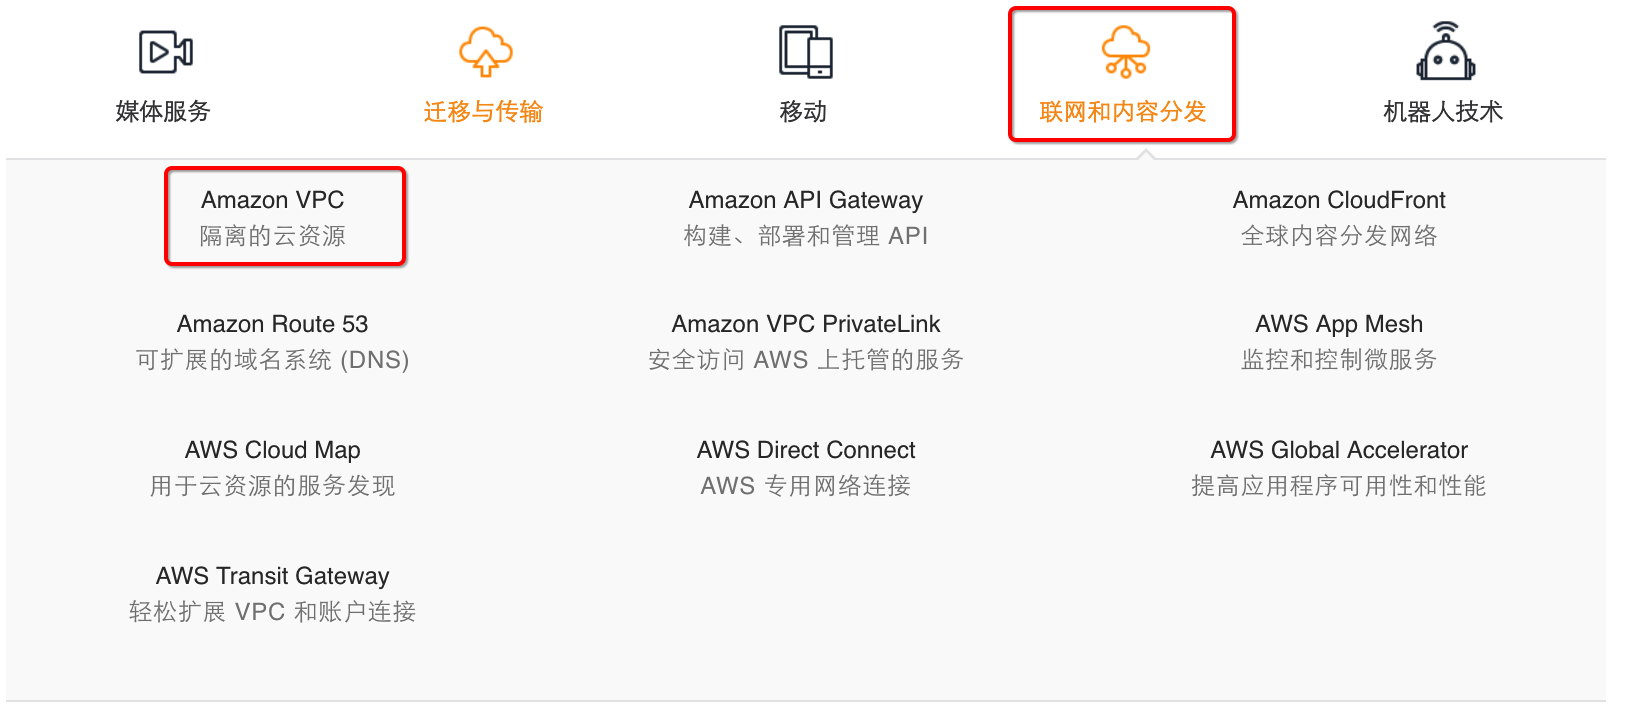 媒体服务
迁移与传输
移动
联网和内容分发
机器人技术
Amazon VPC
隔离的云资源
Amazon API Gateway
构建、部署和管理 API
Amazon CloudFront
全球内容分发网络
Amazon Route 53
可扩展的域名系统 (DNS)
Amazon VPC PrivateLink
安全访问 AWS 上托管的服务
AWS App Mesh
监控和控制微服务
AWS Cloud Map
用于云资源的服务发现
AWS Direct Connect
AWS 专用网络连接
AWS Global Accelerator
提高应用程序可用性和性能
AWS Transit Gateway
轻松扩展 VPC 和账户连接